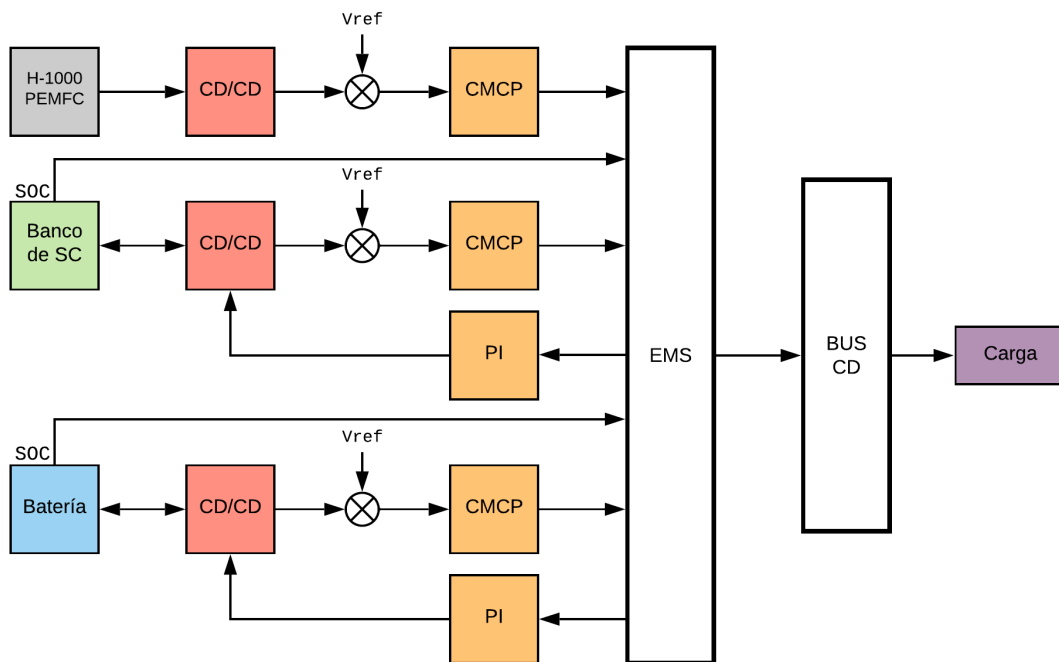 Vref
H-1000
PEMFC
CD/CD
CMCP
SOC
Vref
Banco
de SC
CD/CD
CMCP
PI
EMS
BUS
CD
Carga
SOC
Vref
Batería
CD/CD
CMCP
PI